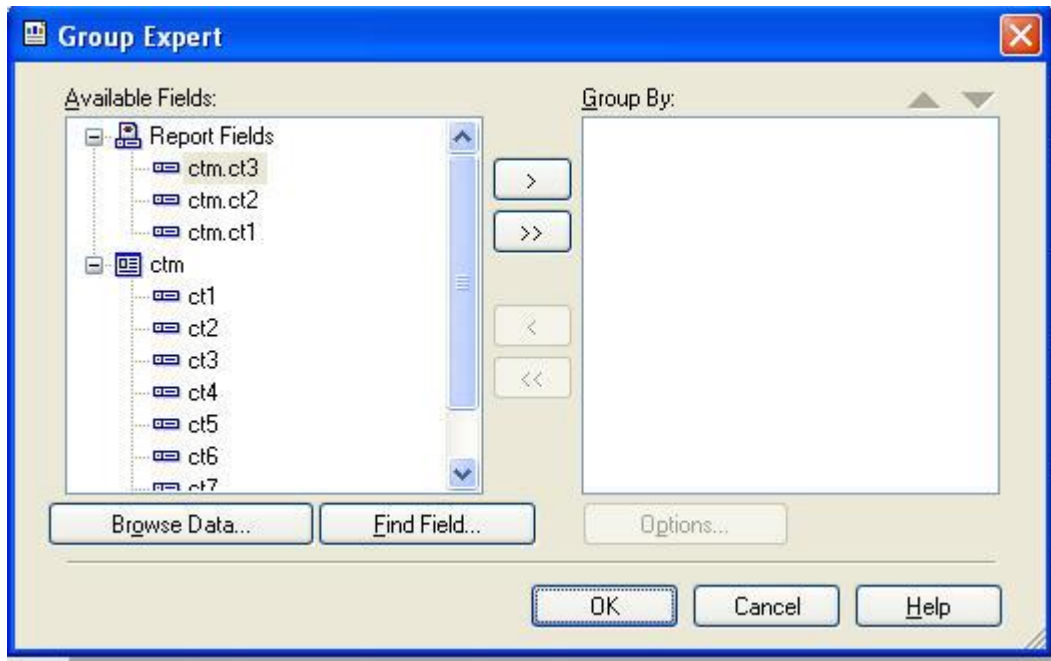 Group Expert
Available Fields:
Group By:
Report Fields
ctm.ct3
ctm.ct2
ctm.ct1
ctm
ct1
ct2
ct3
ct4
ct5
ct6
ct7
>
>>
<
<<
Browse Data...
Find Field...
Options...
OK
Cancel
Help